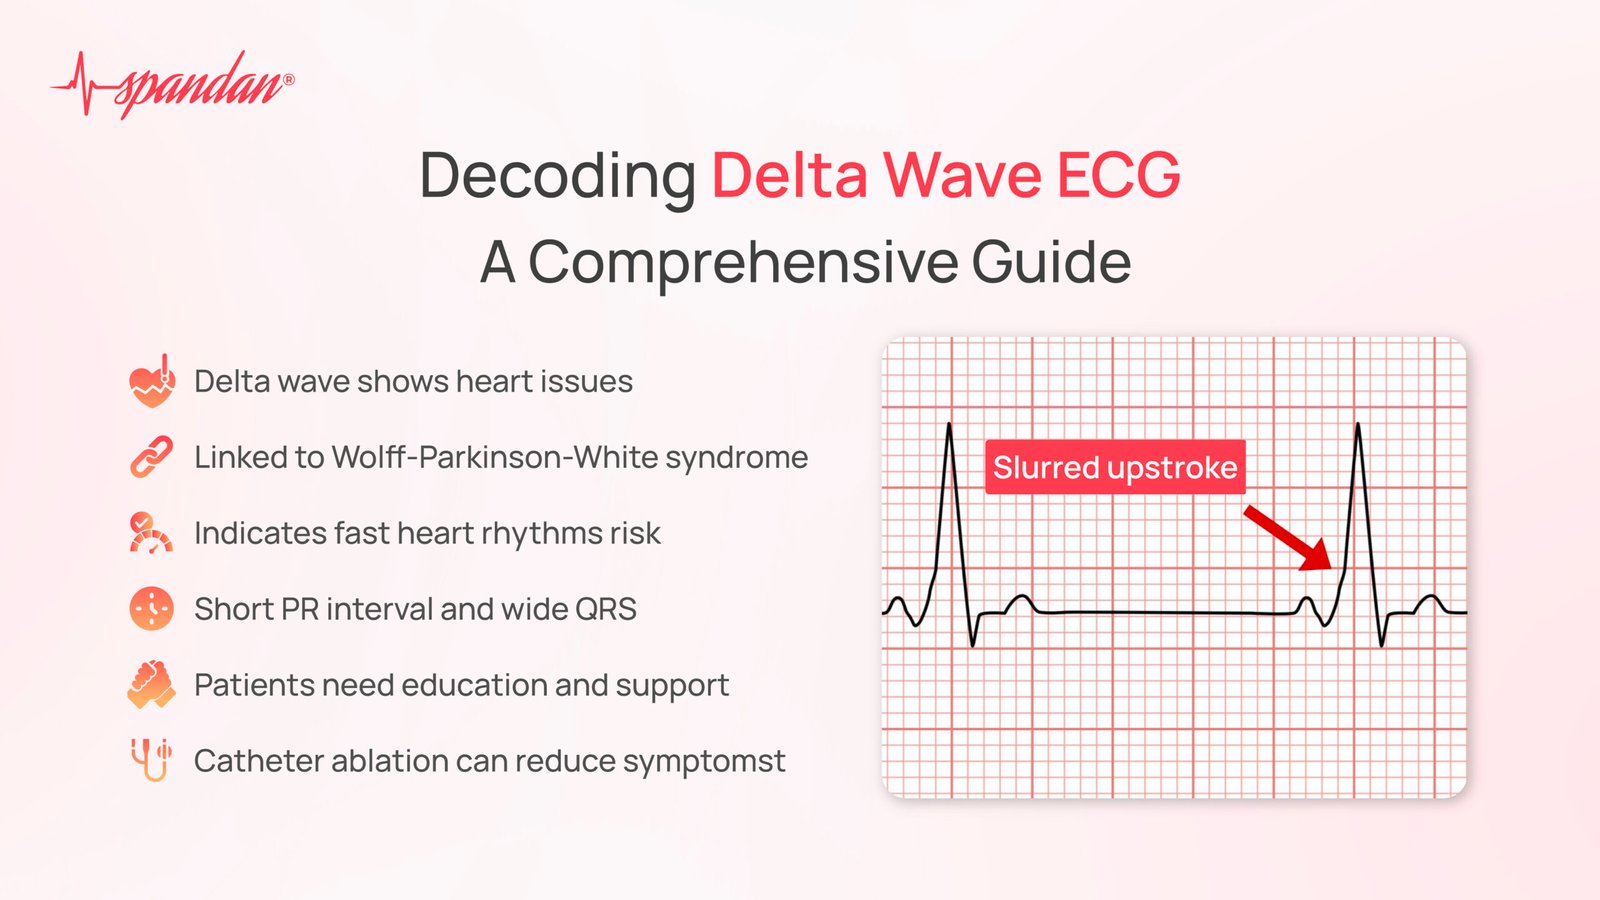 spandan®
Decoding Delta Wave ECG
A Comprehensive Guide
Delta wave shows heart issues
Linked to Wolff-Parkinson-White syndrome
Indicates fast heart rhythms risk
Short PR interval and wide QRS
Patients need education and support
Catheter ablation can reduce symptomst
Slurred upstroke